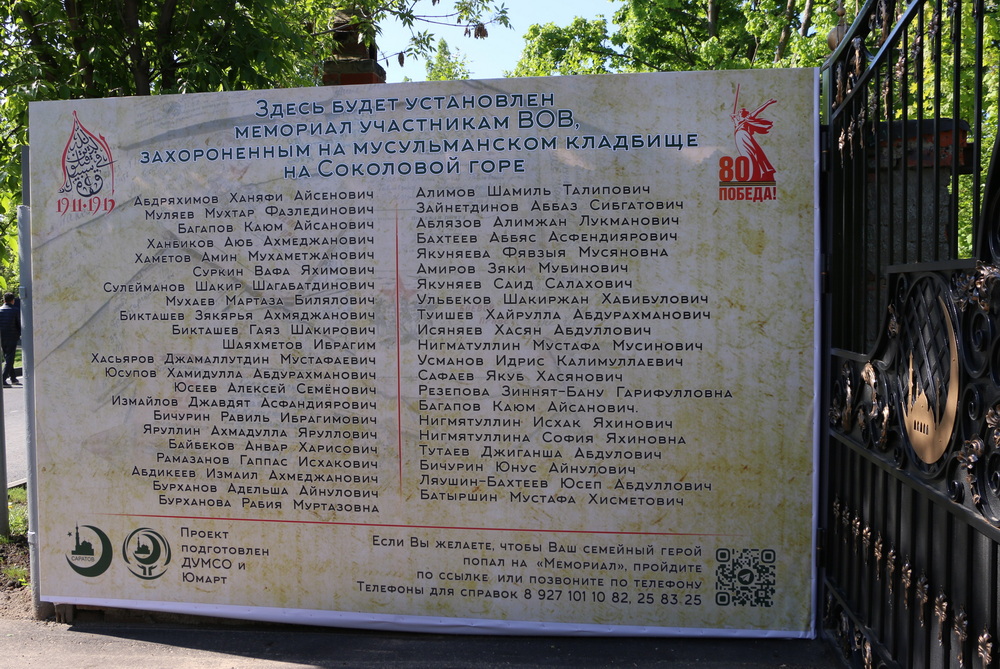 Здесь будет установлен
мемориал участникам ВОВ,
захороненным на мусульманском кладбище
на Соколовой горе
1941-1945
80
ПОБЕДА!
Абдряхимов Ханяфи Айсенович
Муляев Мухтар Фазлединович
Багапов Каюм Айсанович
Ханбиков Аюб Ахмеджанович
Хаметов Амин Мухаметжанович
Суркин Вафа Яхимович
Сулейманов Шакир Шагабатдинович
Мухаев Мартаза Билялович
Бикташев Зякярья Ахмяджанович
Бикташев Гаяз Шакирович
Шаяхметов Ибрагим
Хасьяров Джамаллутдин Мустафаевич
Юсупов Хамидулла Абдурахманович
Юсеев Алексей Семёнович
Измайлов Джавдят Асфандиярович
Бичурин Равиль Ибрагимович
Яруллин Ахмадулла Яруллович
Байбеков Анвар Харисович
Рамазанов Гаппас Исхакович
Абдикеев Измаил Ахмеджанович
Бурханов Адельша Айнулович
Бурханова Рабия Муртазовна
Алимов Шамиль Талипович
Зайнетдинов Аббаз Сибгатович
Аблязов Алимжан Лукманович
Бахтеев Аббяс Асфендиярович
Якуняева Фявзыя Мусяновна
Амиров Зяки Мубинович
Якуняев Саид Салахович
Ульбеков Шакиржан Хабибулович
Туишев Хайрулла Абдурахманович
Исяняев Хасян Абдуллович
Нигматуллин Мустафа Мусинович
Усманов Идрис Калимуллаевич
Сафаев Якуб Хасянович
Резепова Зиннят-Бану Гарифулловна
Багапов Каюм Айсанович.
Нигмятуллин Исхак Яхинович
Нигмятуллина София Яхиновна
Тутаев Джиганша Абдулович
Бичурин Юнус Айнулович
Ляушин-Бахтеев Юсеп Абдуллович
Батыршин Мустафа Хисметович
САРАТОВ
Проект
подготовлен
ДУМСО и
Юмарт
Если Вы желаете, чтобы Ваш семейный герой
попал на «Мемориал», пройдите
по ссылке или позвоните по телефону
Телефоны для справок 8 927 101 10 82, 25 83 25